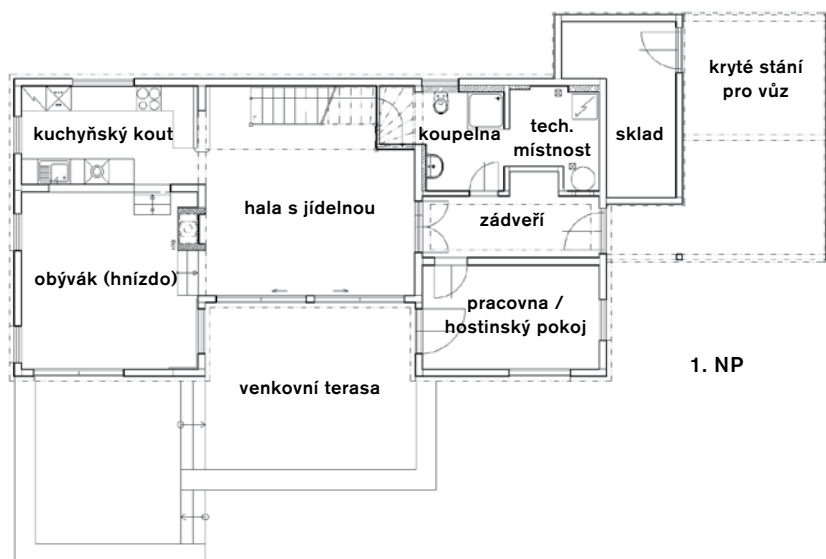 kryté stání
pro vůz
kuchyňský kout
koupelna
tech.
místnost
sklad
hala s jídelnou
zádveří
obývák (hnízdo)
pracovna /
hostinský pokoj
venkovní terasa
1. NP